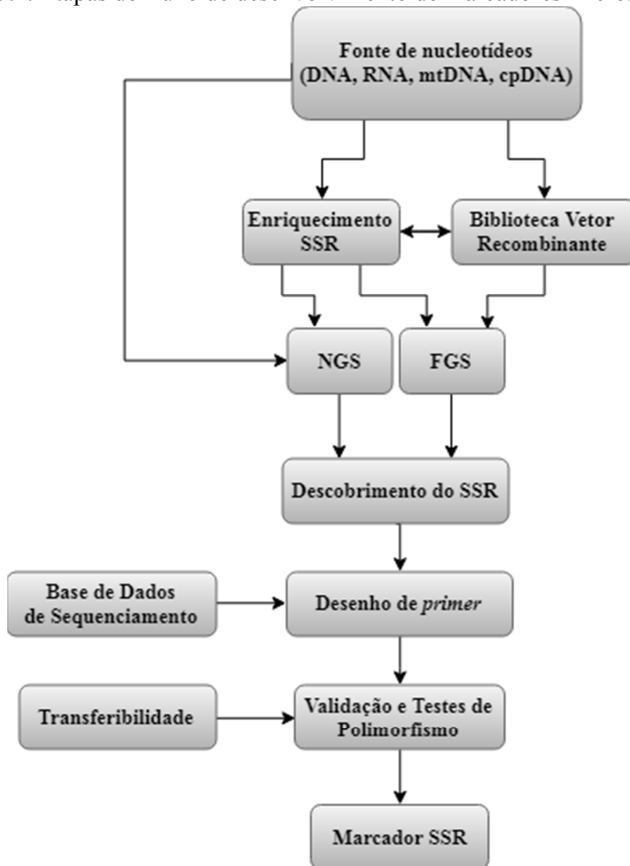 Fonte de nucleotídeos
(DNA, RNA, mtDNA, cpDNA)
Enriquecimento
SSR
Biblioteca Vetor
Recombinante
NGS
FGS
Descobrimento do SSR
Base de Dados
de Sequenciamento
Desenho de primer
Transferibilidade
Validação e Testes de
Polimorfismo
Marcador SSR